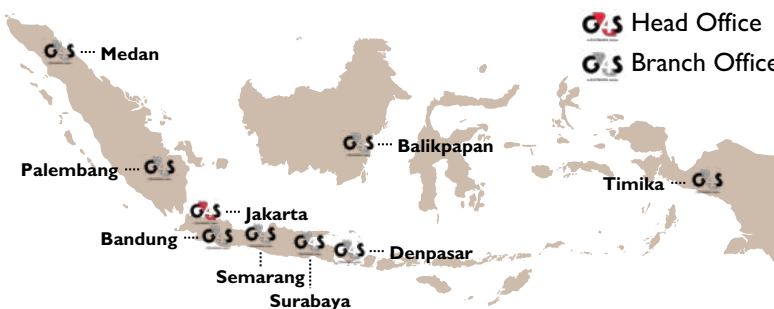 G4S Head Office
G4S Branch Office
G4S Medan
G4S Balikpapan
Palembang G4S
Timika G4S
G4S Jakarta
Bandung G4S
G4S
G4S
G4S Denpasar
Semarang
Surabaya